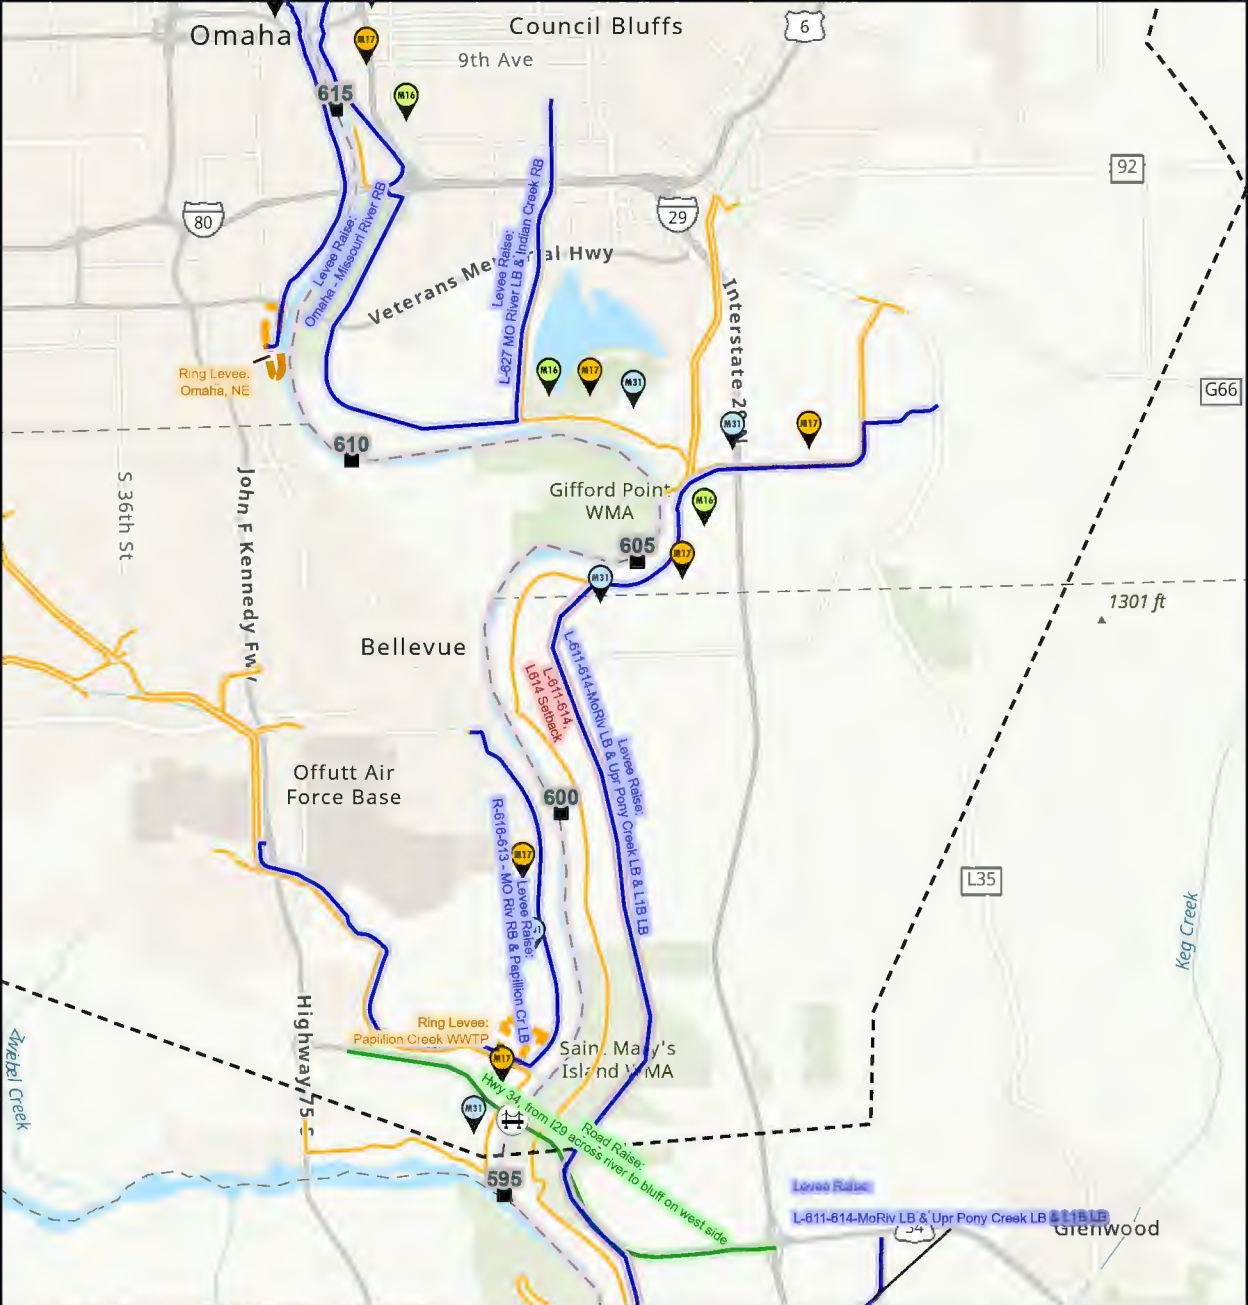 Omaha
Council Bluffs
6
M17
9th Ave
M16
615
92
80
29
Levee Raise:
Omaha - Missouri River RB
Levee Raise:
L-627 MO River LB & Indian Creek RB
Veterans Me
al Hwy
Interstate 29 N
Ring Levee:
Omaha, NE
M16
M17
M31
G66
M31
M17
610
S 36th St
John F Kennedy Fwy
Gifford Point
WMA
M16
605
M17
M31
1301 ft
Bellevue
L-611-614,
L614 Setback
Levee Raise:
L-611-614-MoRiv LB & Upr Pony Creek LB & L1B LB
Offutt Air
Force Base
600
M17
Levee Raise:
R-616-613 - MO Riv RB & Papillion Cr LB
L35
Keg Creek
Highway 75
Ring Levee:
Papillion Creek WWTP
M17
Saint Mary's
Island WMA
M31
Road Raise:
Hwy 34, from I29 across river to bluff on west side
595
Levee Raise:
L-611-614-MoRiv LB & Upr Pony Creek LB & L1B LB
34
Glenwood